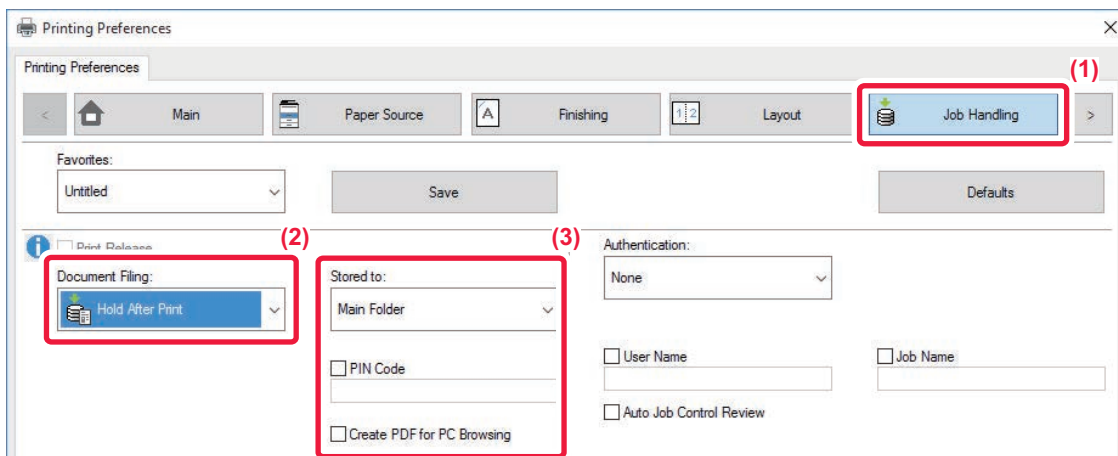 Printing Preferences
Printing Preferences
(1)
< Main Paper Source A Finishing 1 2 Layout Job Handling >
Favorites:
Untitled Save Defaults
Print Release (2) (3) Authentication:
Document Filing: Stored to: None
Hold After Print Main Folder
PIN Code User Name Job Name
Create PDF for PC Browsing Auto Job Control Review